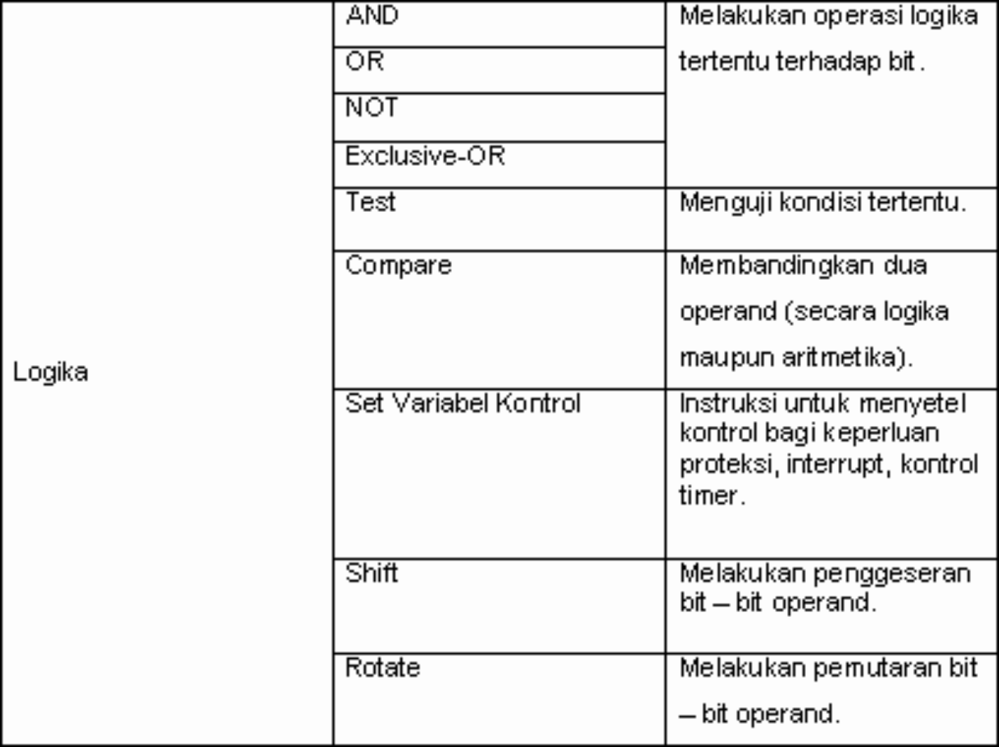 AND
Melakukan operasi logika
tertentu terhadap bit.
OR
NOT
Exclusive-OR
Test
Menguji kondisi tertentu.
Compare
Membandingkan dua
operand (secara logika
maupun aritmetika).
Logika
Set Variabel Kontrol
Instruksi untuk menyetel
kontrol bagi keperluan
proteksi, interrupt, kontrol
timer.
Shift
Melakukan penggeseran
bit – bit operand.
Rotate
Melakukan pemutaran bit
– bit operand.